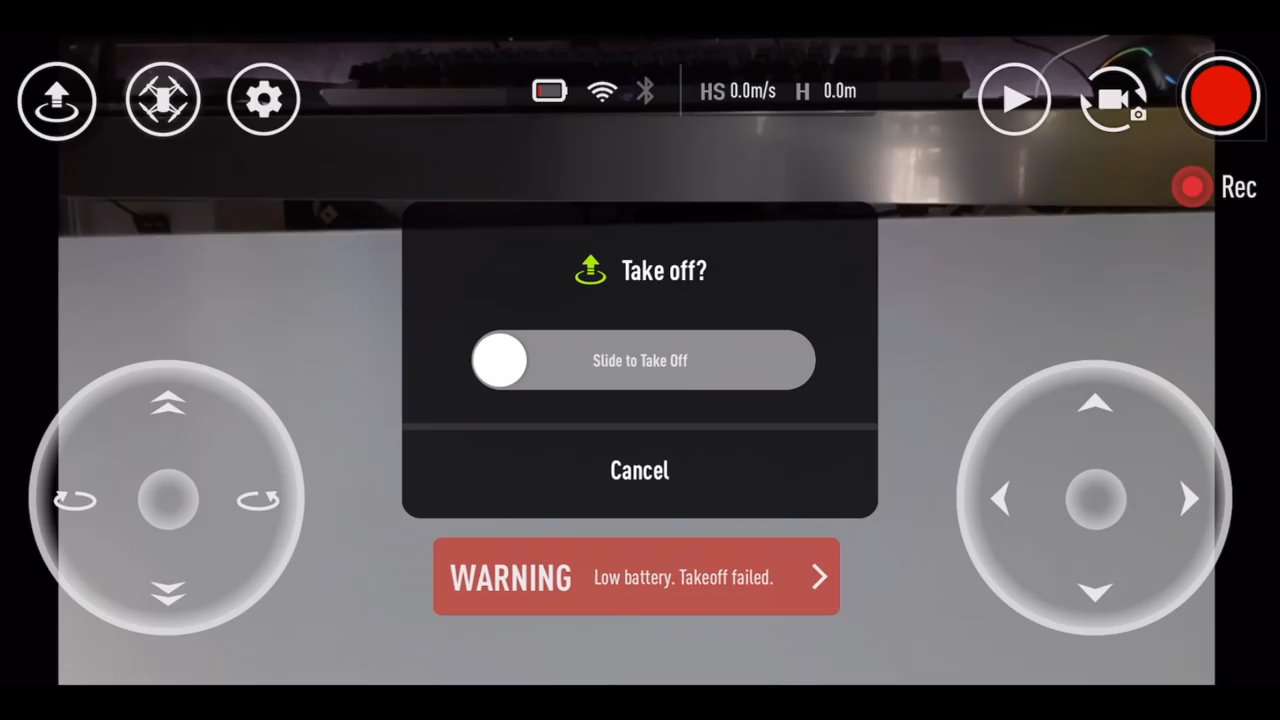 HS 0.0m/s H 0.0m
Rec
Take off?
Slide to Take Off
Cancel
WARNING Low battery. Takeoff failed.